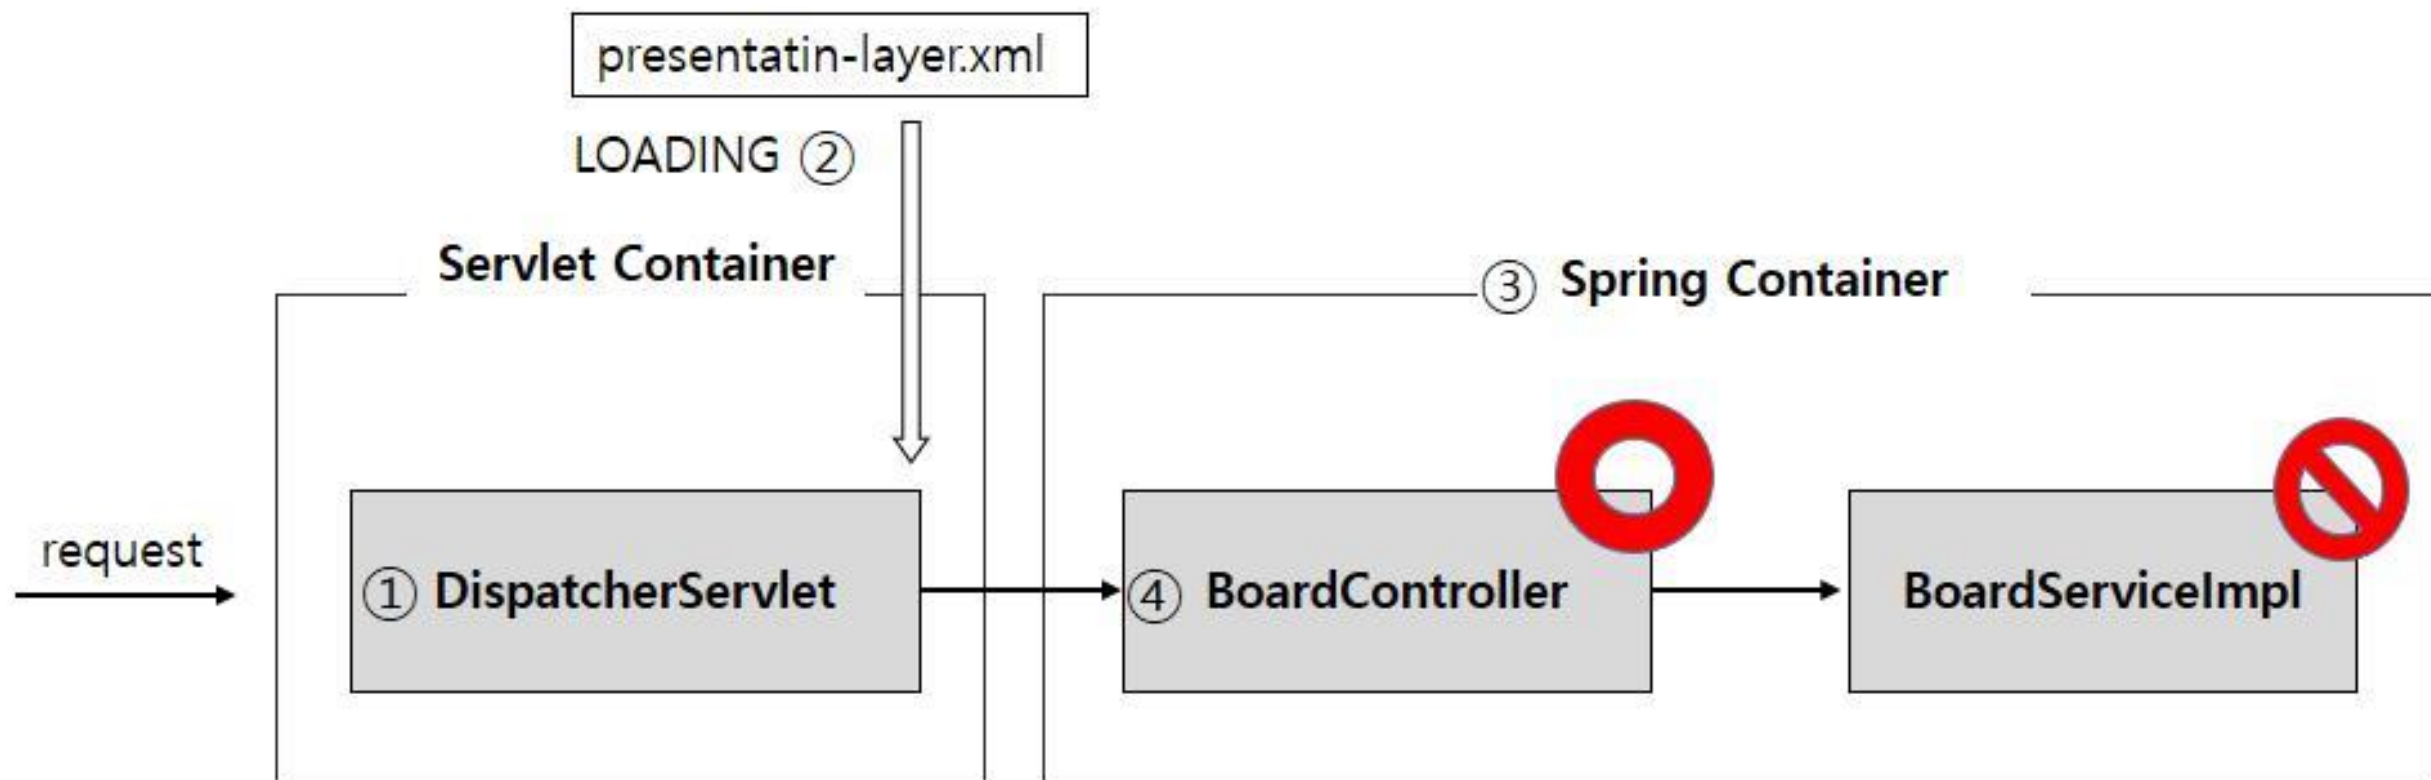 presentatin-layer.xml
LOADING ②
Servlet Container
③ Spring Container
request
① DispatcherServlet
④ BoardController
BoardServiceImpl